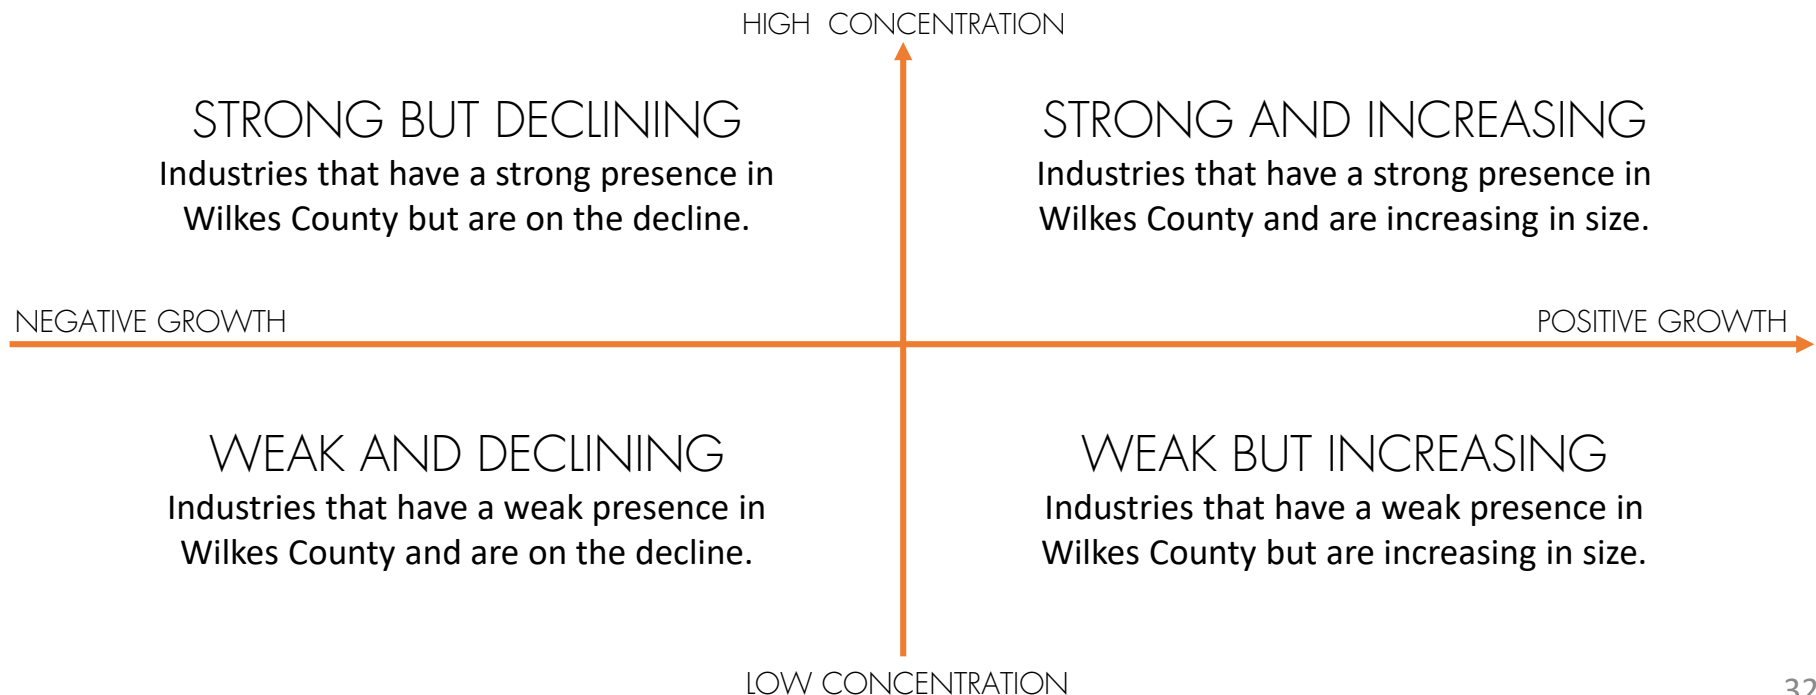 HIGH CONCENTRATION
STRONG BUT DECLINING
Industries that have a strong presence in
Wilkes County but are on the decline.
STRONG AND INCREASING
Industries that have a strong presence in
Wilkes County and are increasing in size.
NEGATIVE GROWTH
POSITIVE GROWTH
WEAK AND DECLINING
Industries that have a weak presence in
Wilkes County and are on the decline.
WEAK BUT INCREASING
Industries that have a weak presence in
Wilkes County but are increasing in size.
LOW CONCENTRATION
32